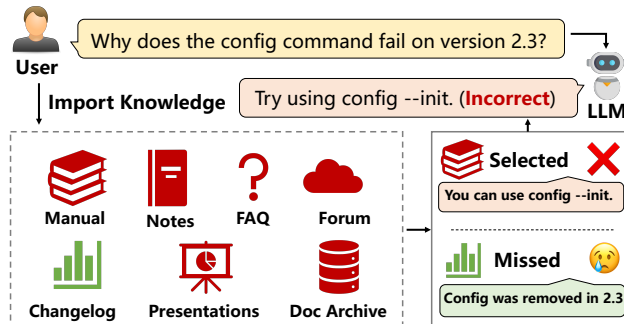 Why does the config command fail on version 2.3?
User
LLM
Import Knowledge
Try using config --init. (Incorrect)
Manual
Notes
FAQ
Forum
Changelog
Presentations
Doc Archive
Selected
You can use config --init.
Missed
Config was removed in 2.3